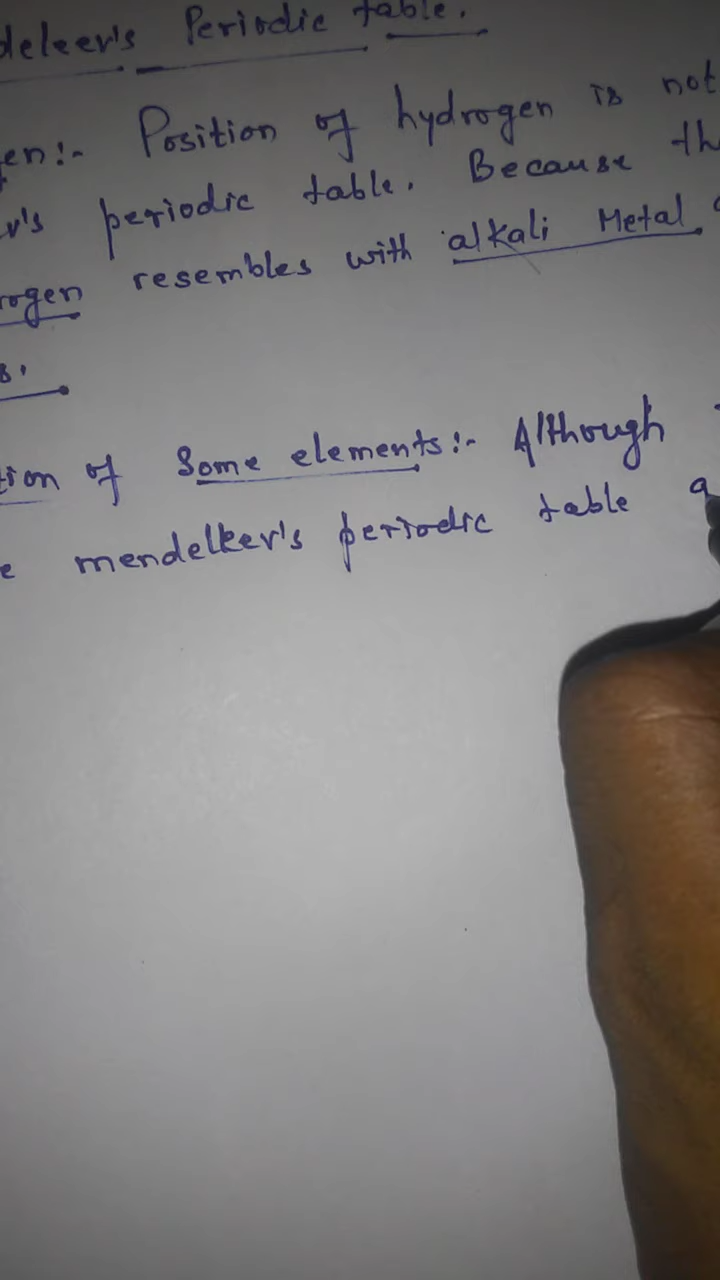 deleev's Periodic table.
en:- Position of hydrogen is not
v's periodic table. Because th
rogen resembles with alkali Metal
s.
tion of Some elements:- Although
e mendelkev's periodic table a